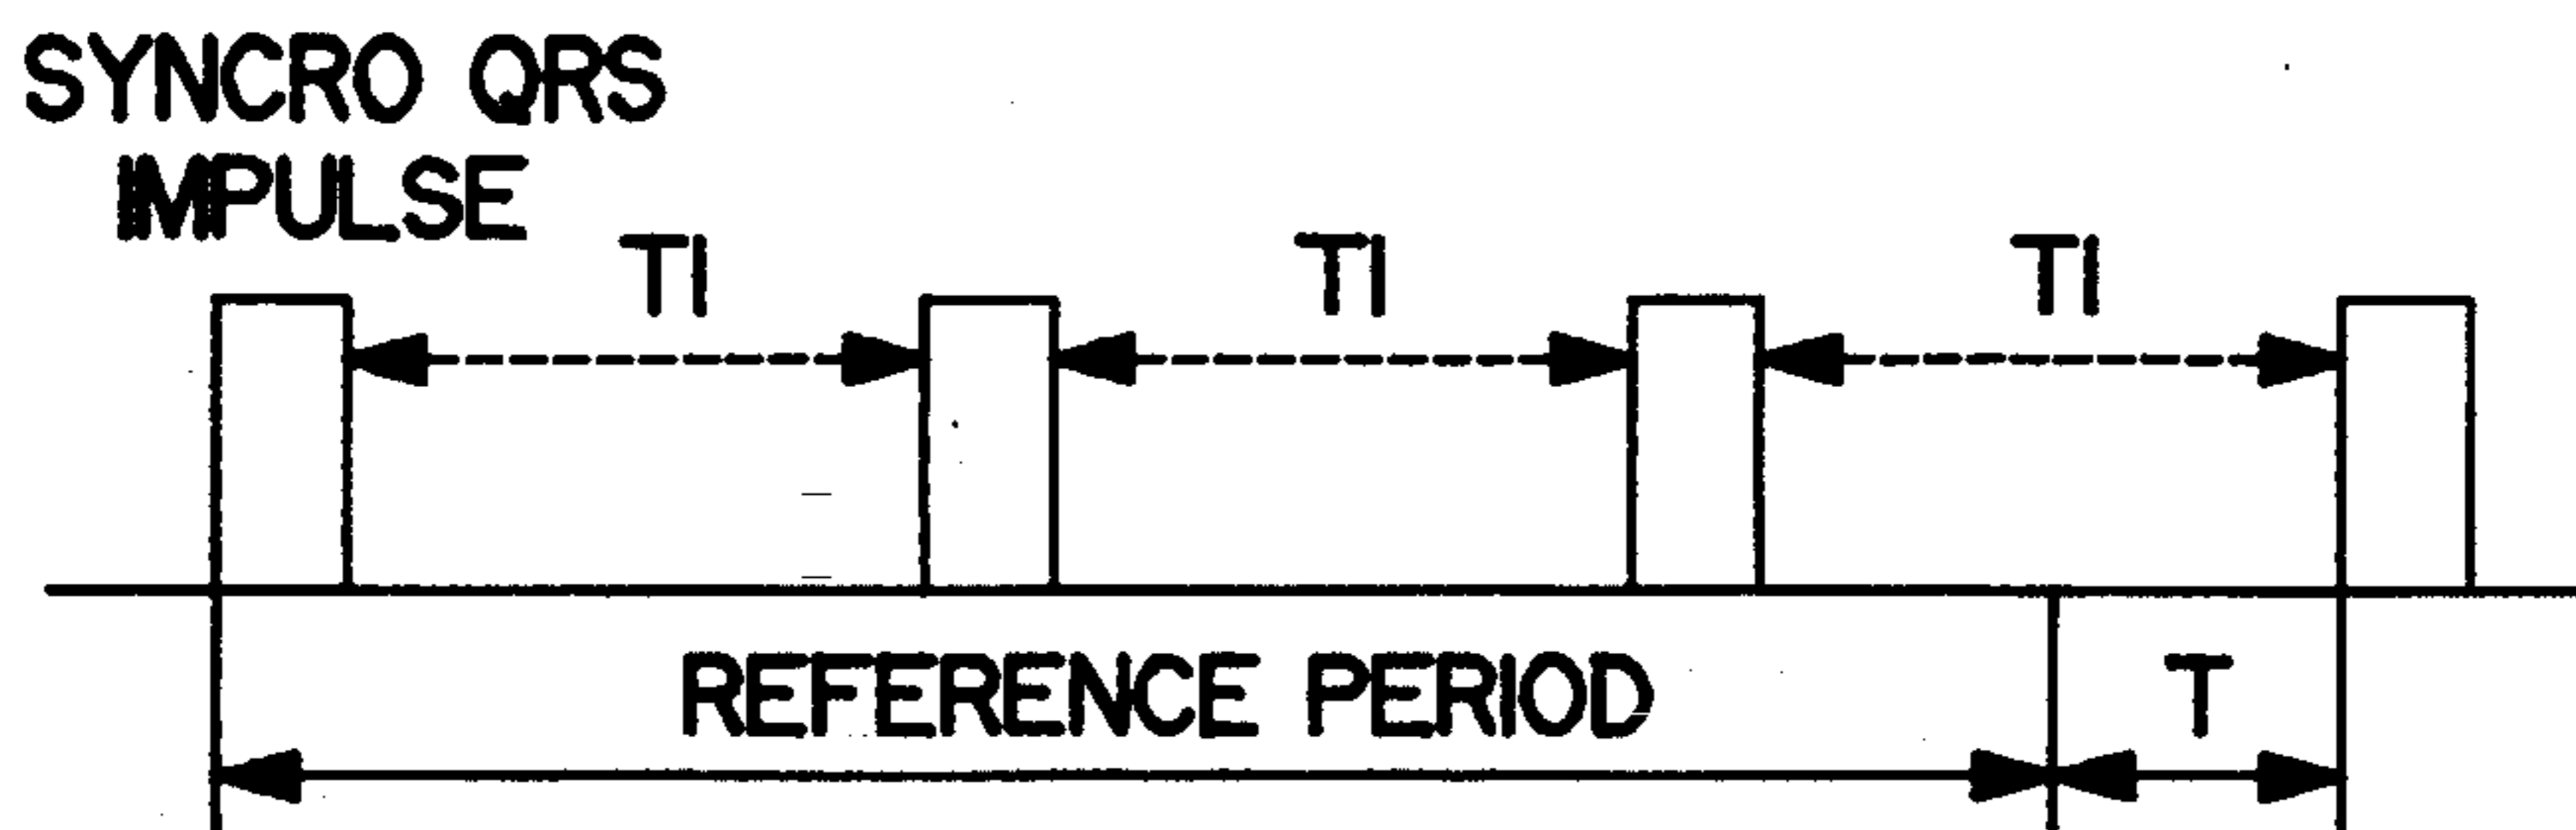 SYNCRO QRS
IMPULSE
TI
TI
TI
REFERENCE PERIOD
T